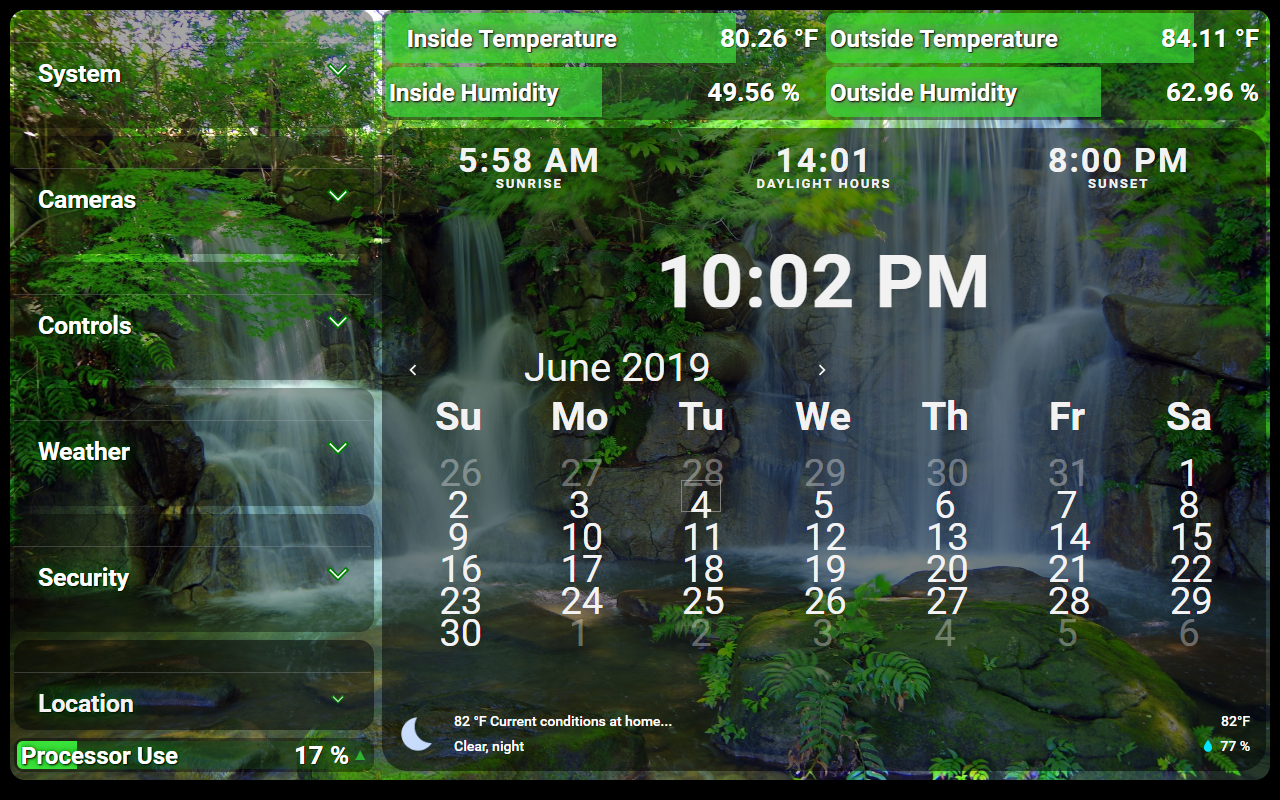 System
Cameras
Controls
Weather
Security
Location
Processor Use 17 %
Inside Temperature 80.26 °F
Outside Temperature 84.11 °F
Inside Humidity 49.56 %
Outside Humidity 62.96 %
5:58 AM 14:01 8:00 PM
SUNRISE DAYLIGHT HOURS SUNSET
10:02 PM
‹ June 2019 ›
Su Mo Tu We Th Fr Sa
26 27 28 29 30 31 1
2 3 4 5 6 7 8
9 10 11 12 13 14 15
16 17 18 19 20 21 22
23 24 25 26 27 28 29
30 1 2 3 4 5 6
82 °F Current conditions at home... 82°F
Clear, night 77 %